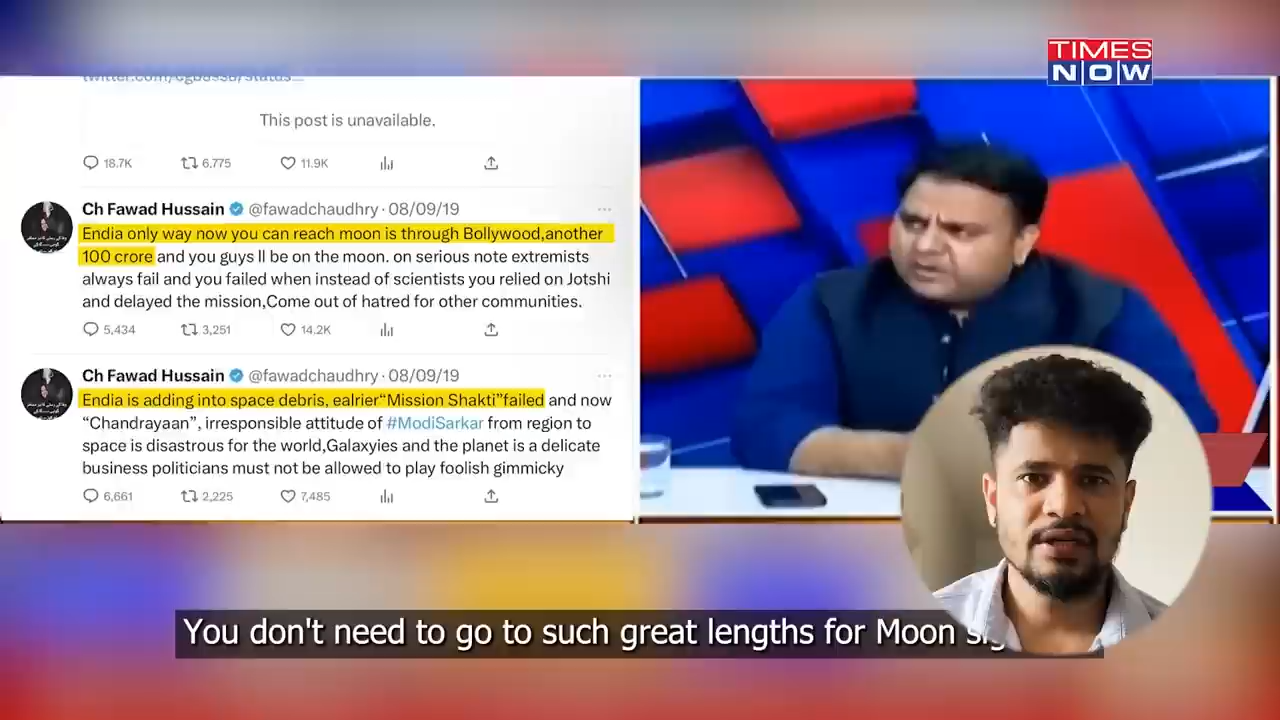 TIMES
NOW
This post is unavailable.
18.7K 6,775 11.9K
Ch Fawad Hussain @fawadchaudhry · 08/09/19
Endia only way now you can reach moon is through Bollywood,another
100 crore and you guys ll be on the moon. on serious note extremists
always fail and you failed when instead of scientists you relied on Jotshi
and delayed the mission,Come out of hatred for other communities.
5,434 3,251 14.2K
Ch Fawad Hussain @fawadchaudhry · 08/09/19
Endia is adding into space debris, ealrier“Mission Shakti”failed and now
“Chandrayaan”, irresponsible attitude of #ModiSarkar from region to
space is disastrous for the world,Galaxyies and the planet is a delicate
business politicians must not be allowed to play foolish gimmicky
6,661 2,225 7,485
You don't need to go to such great lengths for Moon